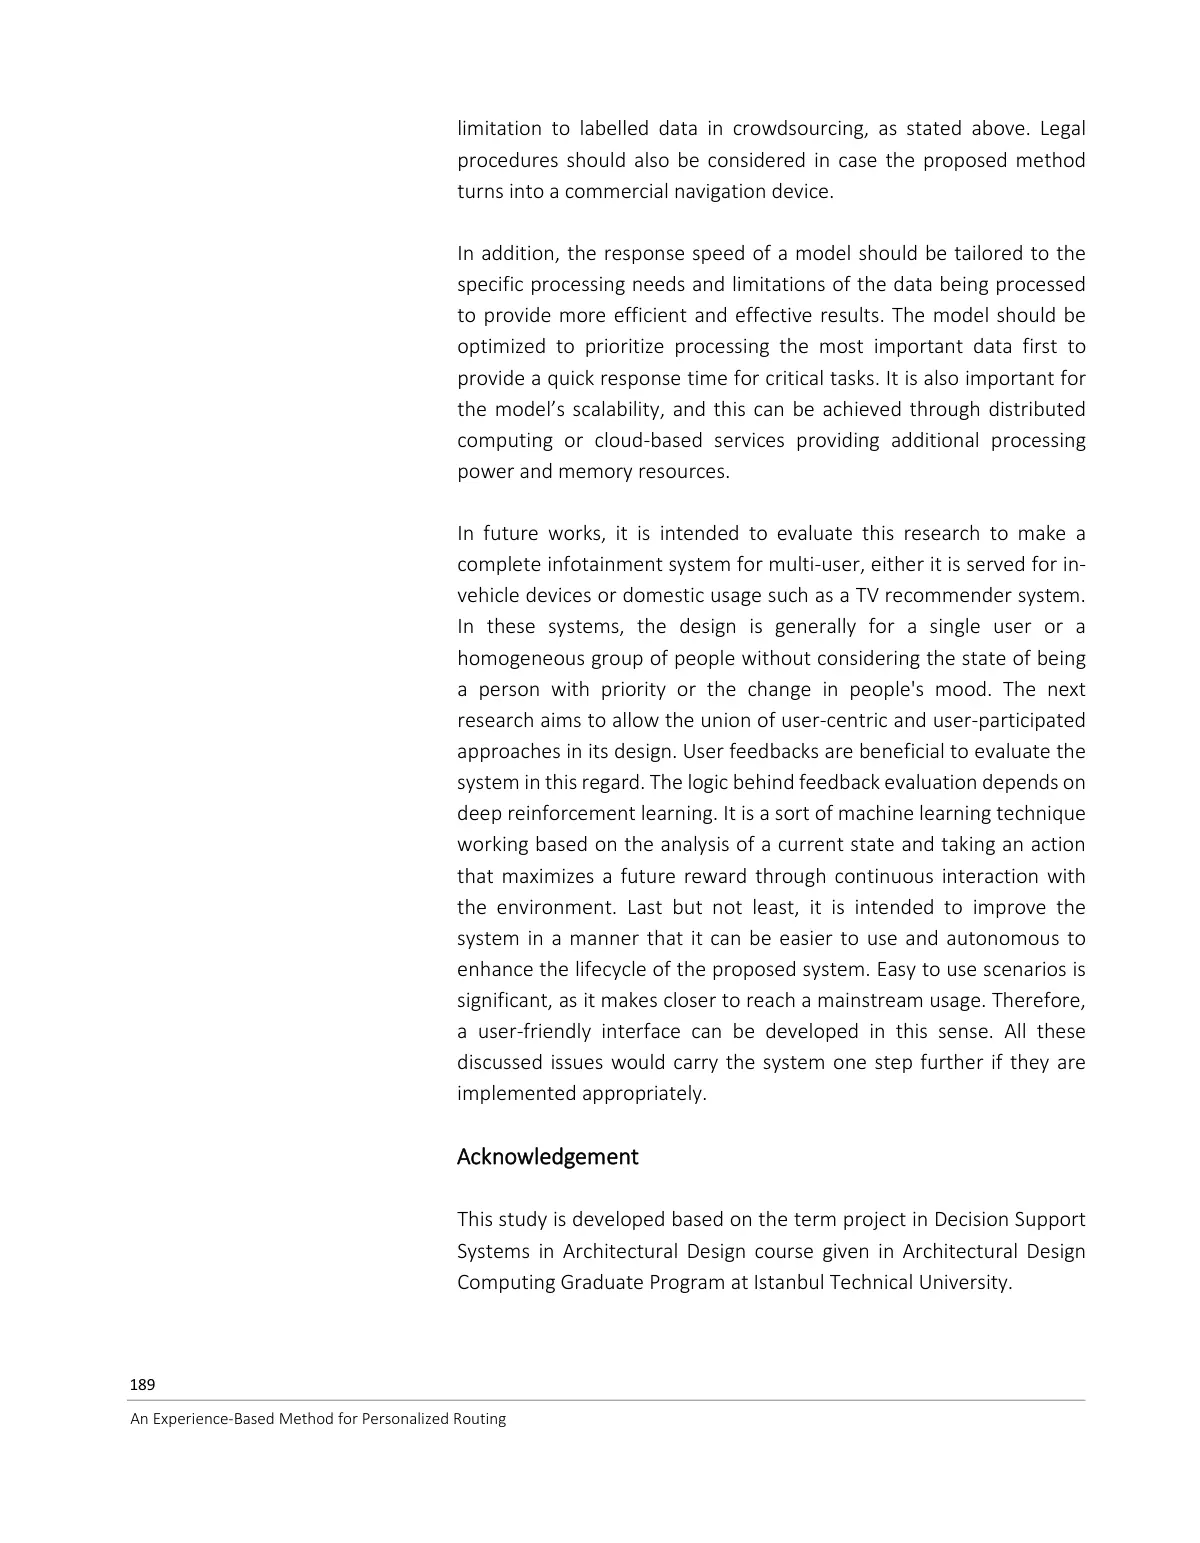 limitation to labelled data in crowdsourcing, as stated above. Legal
procedures should also be considered in case the proposed method
turns into a commercial navigation device.
In addition, the response speed of a model should be tailored to the
specific processing needs and limitations of the data being processed
to provide more efficient and effective results. The model should be
optimized to prioritize processing the most important data first to
provide a quick response time for critical tasks. It is also important for
the model’s scalability, and this can be achieved through distributed
computing or cloud-based services providing additional processing
power and memory resources.
In future works, it is intended to evaluate this research to make a
complete infotainment system for multi-user, either it is served for in-
vehicle devices or domestic usage such as a TV recommender system.
In these systems, the design is generally for a single user or a
homogeneous group of people without considering the state of being
a person with priority or the change in people's mood. The next
research aims to allow the union of user-centric and user-participated
approaches in its design. User feedbacks are beneficial to evaluate the
system in this regard. The logic behind feedback evaluation depends on
deep reinforcement learning. It is a sort of machine learning technique
working based on the analysis of a current state and taking an action
that maximizes a future reward through continuous interaction with
the environment. Last but not least, it is intended to improve the
system in a manner that it can be easier to use and autonomous to
enhance the lifecycle of the proposed system. Easy to use scenarios is
significant, as it makes closer to reach a mainstream usage. Therefore,
a user-friendly interface can be developed in this sense. All these
discussed issues would carry the system one step further if they are
implemented appropriately.
Acknowledgement
This study is developed based on the term project in Decision Support
Systems in Architectural Design course given in Architectural Design
Computing Graduate Program at Istanbul Technical University.
189
An Experience-Based Method for Personalized Routing